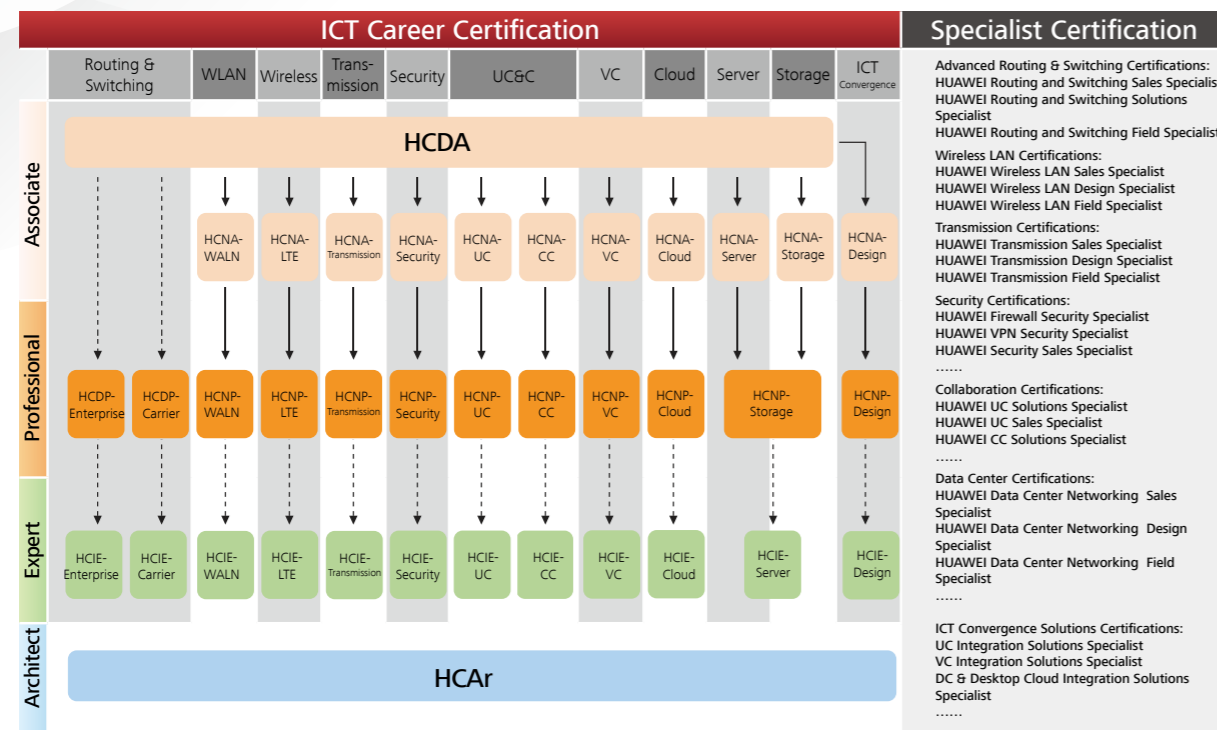 ICT Career Certification
Specialist Certification
Routing &
Switching
WLAN
Wireless
Trans-
mission
Security
UC&C
VC
Cloud
Server
Storage
ICT
Convergence
Associate
HCDA
HCNA-
WALN
HCNA-
LTE
HCNA-
Transmission
HCNA-
Security
HCNA-
UC
HCNA-
CC
HCNA-
VC
HCNA-
Cloud
HCNA-
Server
HCNA-
Storage
HCNA-
Design
Professional
HCDP-
Enterprise
HCDP-
Carrier
HCNP-
WALN
HCNP-
LTE
HCNP-
Transmission
HCNP-
Security
HCNP-
UC
HCNP-
CC
HCNP-
VC
HCNP-
Cloud
HCNP-
Storage
HCNP-
Design
Expert
HCIE-
Enterprise
HCIE-
Carrier
HCIE-
WALN
HCIE-
LTE
HCIE-
Transmission
HCIE-
Security
HCIE-
UC
HCIE-
CC
HCIE-
VC
HCIE-
Cloud
HCIE-
Server
HCIE-
Design
Architect
HCAr
Advanced Routing & Switching Certifications:
HUAWEI Routing and Switching Sales Specialis
HUAWEI Routing and Switching Solutions
Specialist
HUAWEI Routing and Switching Field Specialist
Wireless LAN Certifications:
HUAWEI Wireless LAN Sales Specialist
HUAWEI Wireless LAN Design Specialist
HUAWEI Wireless LAN Field Specialist
Transmission Certifications:
HUAWEI Transmission Sales Specialist
HUAWEI Transmission Design Specialist
HUAWEI Transmission Field Specialist
Security Certifications:
HUAWEI Firewall Security Specialist
HUAWEI VPN Security Specialist
HUAWEI Security Sales Specialist
......
Collaboration Certifications:
HUAWEI UC Solutions Specialist
HUAWEI UC Sales Specialist
HUAWEI CC Solutions Specialist
......
Data Center Certifications:
HUAWEI Data Center Networking Sales
Specialist
HUAWEI Data Center Networking Design
Specialist
HUAWEI Data Center Networking Field
Specialist
......
ICT Convergence Solutions Certifications:
UC Integration Solutions Specialist
VC Integration Solutions Specialist
DC & Desktop Cloud Integration Solutions
Specialist
......